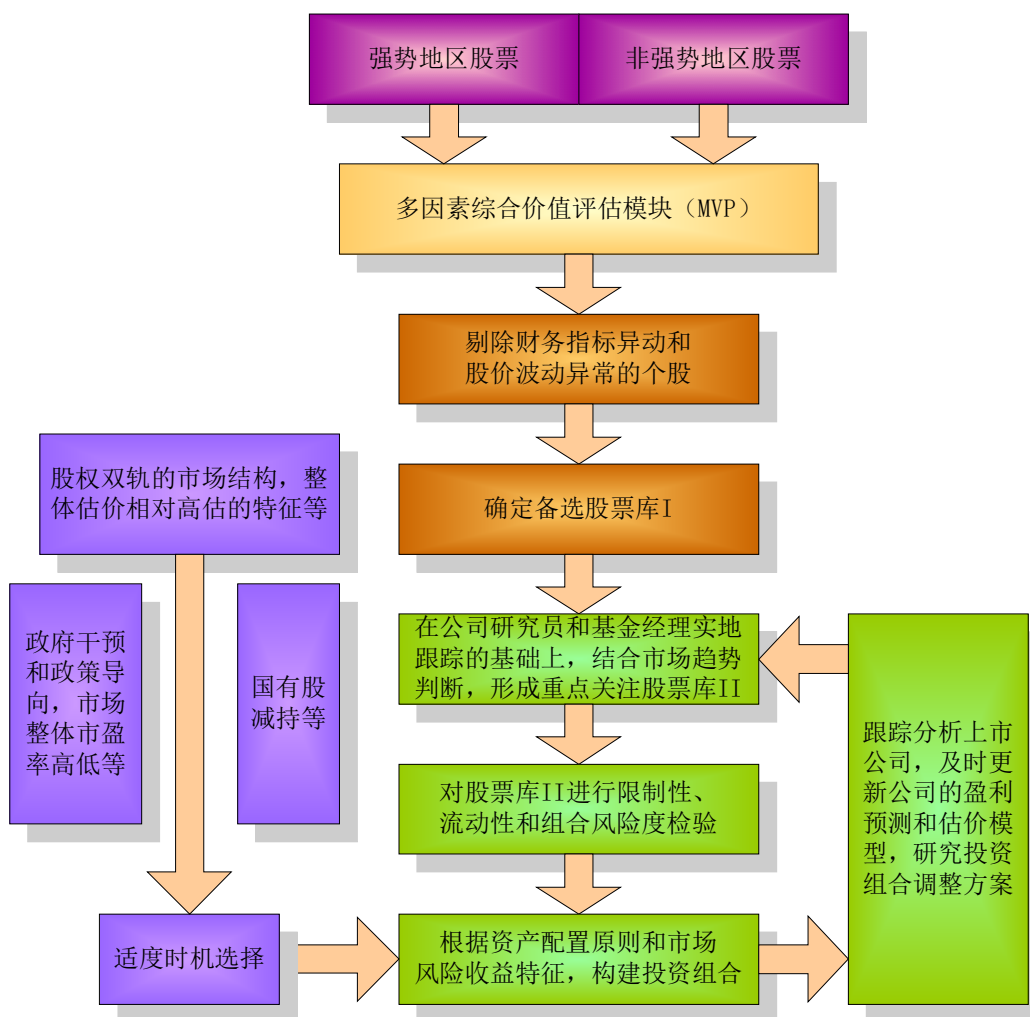 强势地区股票
非强势地区股票
多因素综合价值评估模块（MVP）
剔除财务指标异动和
股价波动异常的个股
确定备选股票库I
股权双轨的市场结构，整
体估价相对高估的特征等
政府干预
和政策导
向，市场
整体市盈
率高低等
国有股
减持等
适度时机选择
在公司研究员和基金经理实地
跟踪的基础上，结合市场趋势
判断，形成重点关注股票库II
对股票库II进行限制性、
流动性和组合风险度检验
根据资产配置原则和市场
风险收益特征，构建投资组合
跟踪分析上市
公司，及时更
新公司的盈利
预测和估价模
型，研究投资
组合调整方案